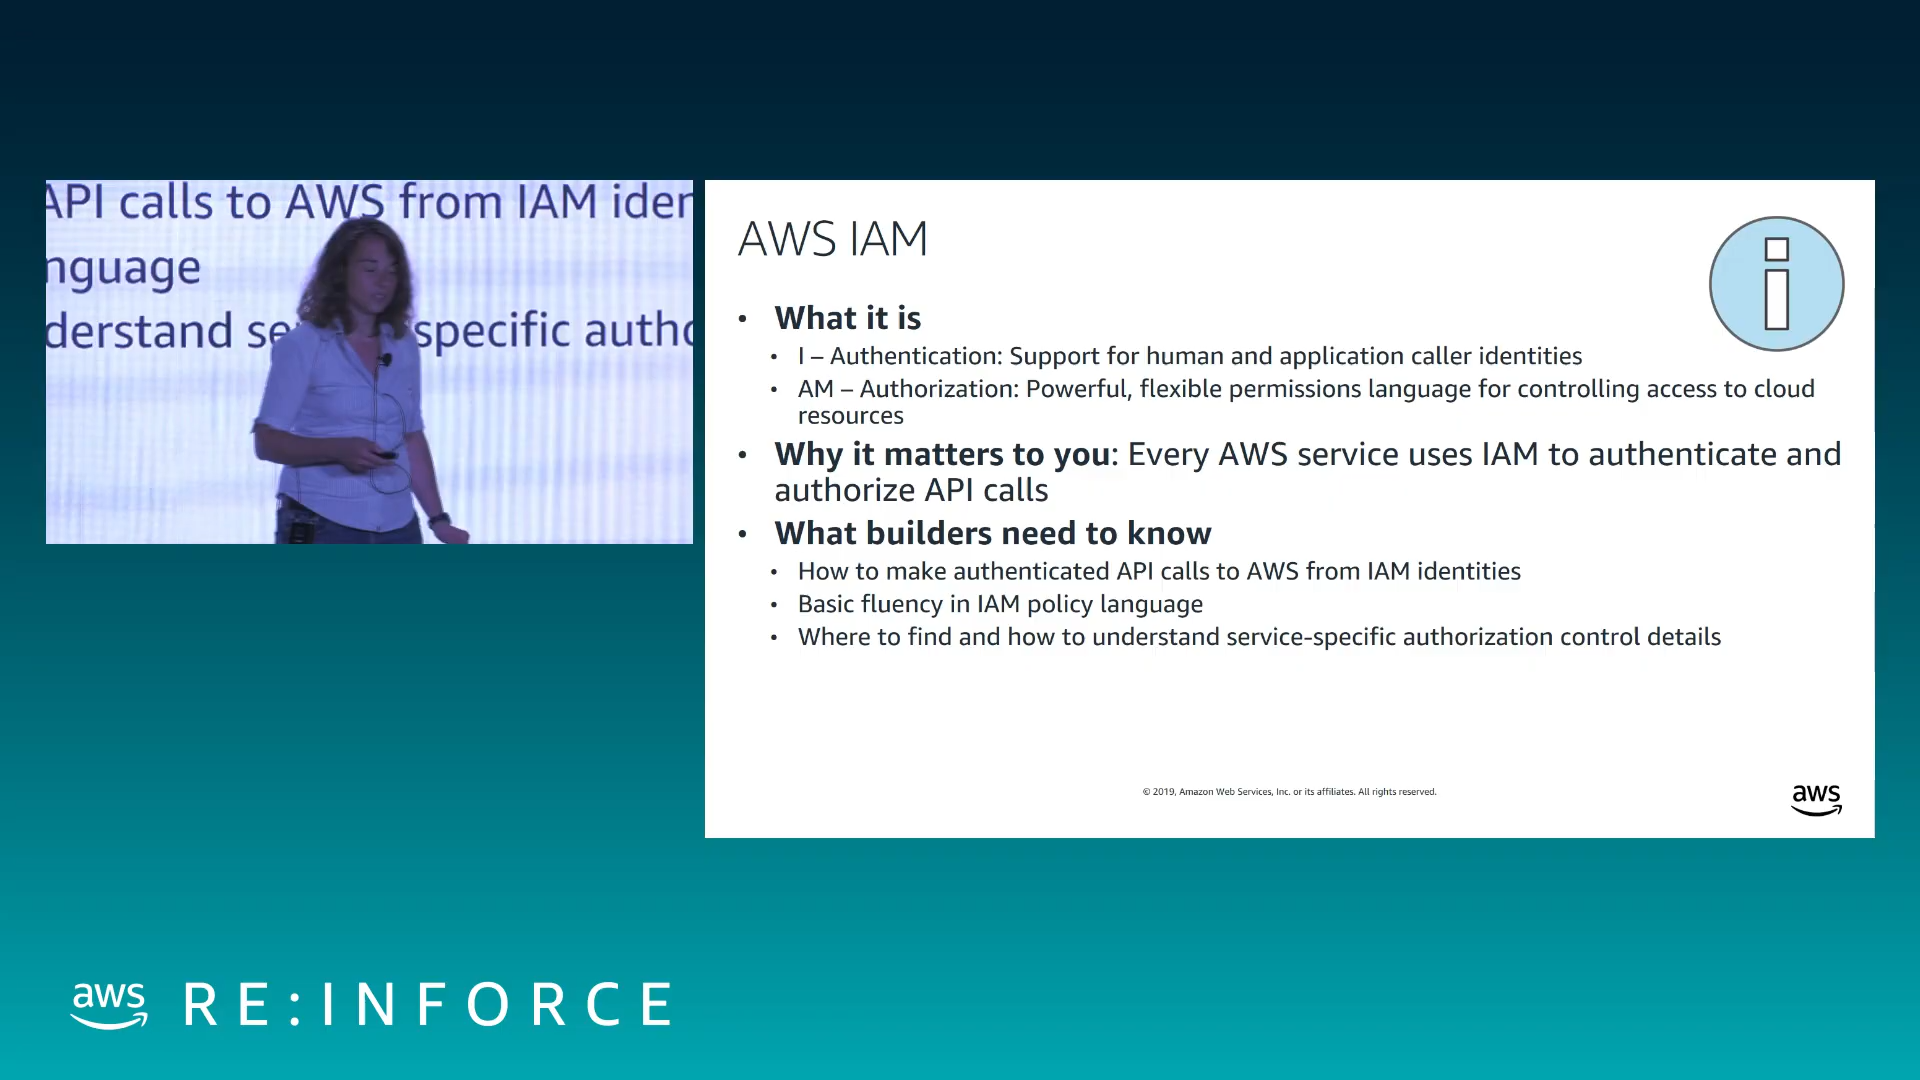 API calls to AWS from IAM iden
nguage
derstand se specific autho
AWS IAM
i
• What it is
• I – Authentication: Support for human and application caller identities
• AM – Authorization: Powerful, flexible permissions language for controlling access to cloud
resources
• Why it matters to you: Every AWS service uses IAM to authenticate and
authorize API calls
• What builders need to know
• How to make authenticated API calls to AWS from IAM identities
• Basic fluency in IAM policy language
• Where to find and how to understand service-specific authorization control details
© 2019, Amazon Web Services, Inc. or its affiliates. All rights reserved.
aws
aws RE:INFORCE